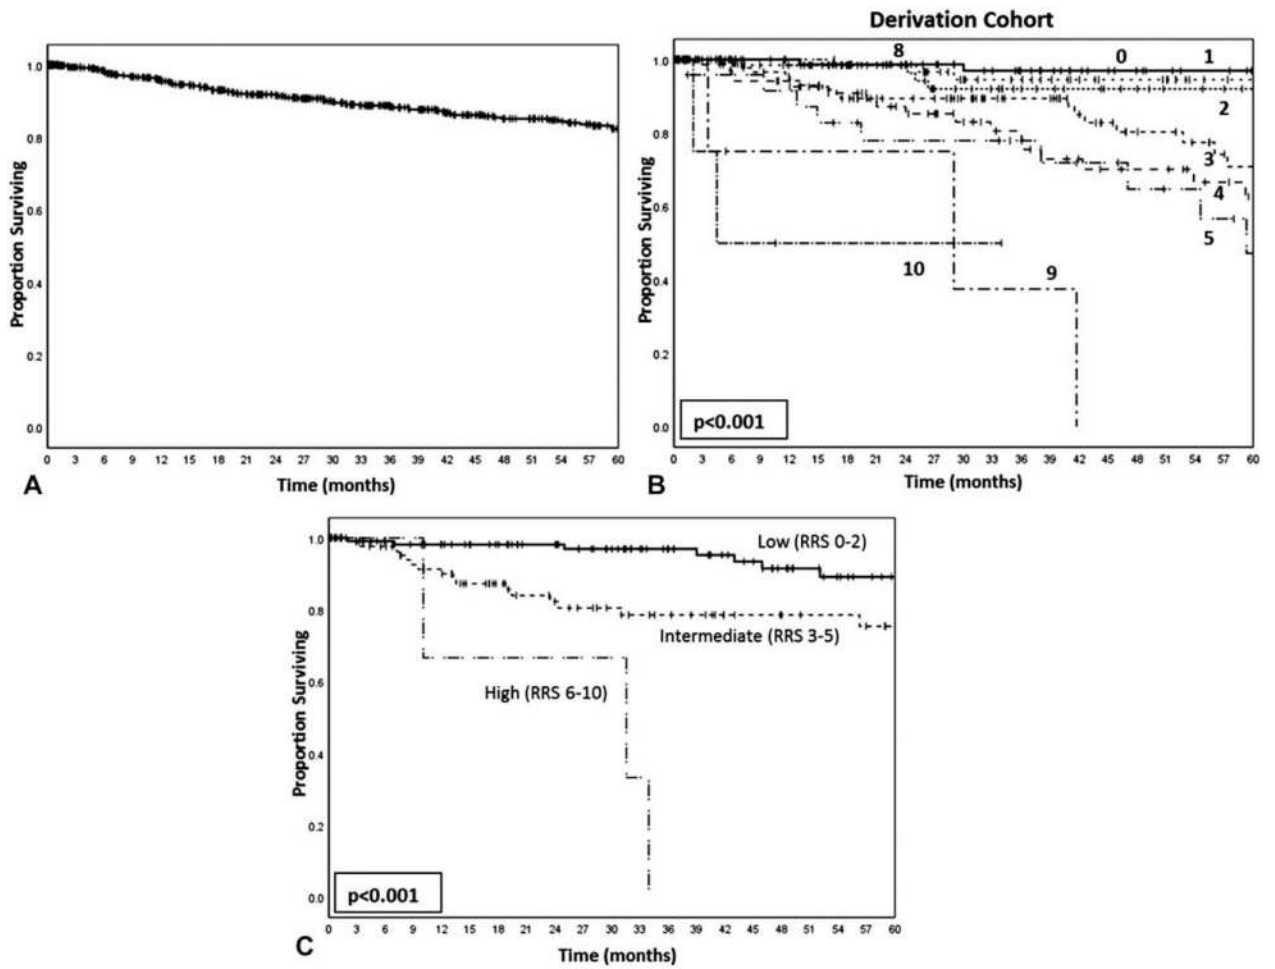 Derivation Cohort
1.0
0.8
0.6
0.4
0.2
0.0
Proportion Surviving
0 3 6 9 12 15 18 21 24 27 30 33 36 39 42 45 48 51 54 57 60
Time (months)
A
1.0
0.8
0.6
0.4
0.2
0.0
Proportion Surviving
8
0
1
2
3
4
5
10
9
p<0.001
0 3 6 9 12 15 18 21 24 27 30 33 36 39 42 45 48 51 54 57 60
Time (months)
B
1.0
0.8
0.6
0.4
0.2
0.0
Proportion Surviving
Low (RRS 0-2)
Intermediate (RRS 3-5)
High (RRS 6-10)
p<0.001
0 3 6 9 12 15 18 21 24 27 30 33 36 39 42 45 48 51 54 57 60
Time (months)
C